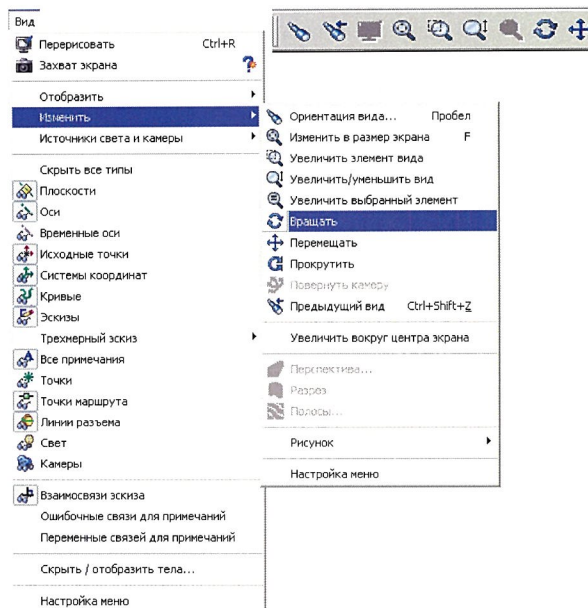 Вид
Перерисовать Ctrl+R
Захват экрана
Отобразить
Изменить
Источники света и камеры
Скрыть все типы
Плоскости
Оси
Временные оси
Исходные точки
Системы координат
Кривые
Эскизы
Трехмерный эскиз
Все примечания
Точки
Точки маршрута
Линии разъема
Свет
Камеры
Взаимосвязи эскиза
Ошибочные связи для примечаний
Переменные связей для примечаний
Скрыть / отобразить тела...
Настройка меню
Ориентация вида... Пробел
Изменить в размер экрана F
Увеличить элемент вида
Увеличить/уменьшить вид
Увеличить выбранный элемент
Вращать
Перемещать
Прокрутить
Повернуть камеру
Предыдущий вид Ctrl+Shift+Z
Увеличить вокруг центра экрана
Перспектива...
Разрез
Полосы...
Рисунок
Настройка меню